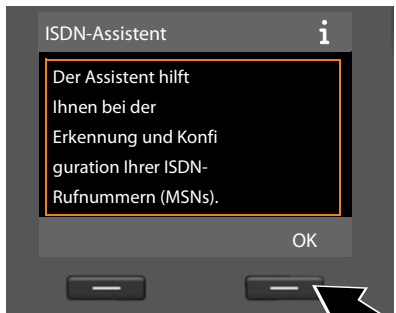 ISDN-Assistent i
Der Assistent hilft
Ihnen bei der
Erkennung und Konfi
guration Ihrer ISDN-
Rufnummern (MSNs).
OK